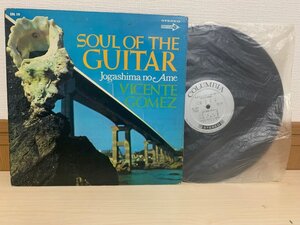 STEREO
SOUL OF THE
GUITAR
Jogashima no Ame
VICENTE
GOMEZ
COLUMBIA